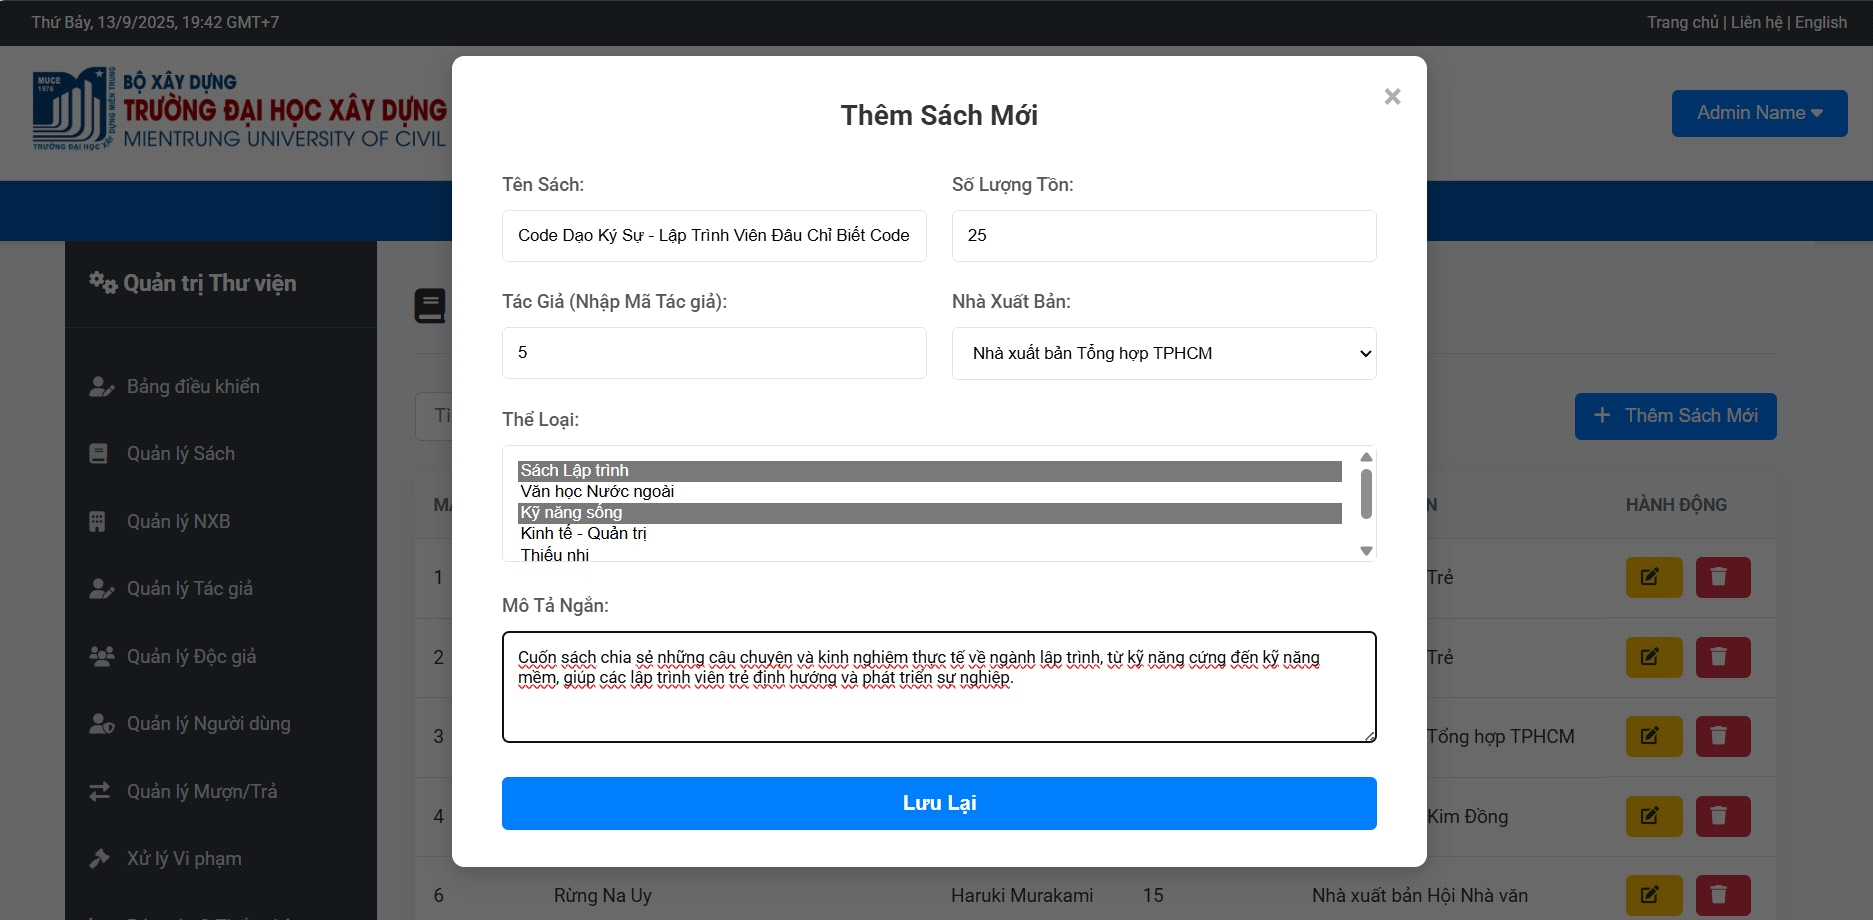 Thứ Bảy, 13/9/2025, 19:42 GMT+7
Trang chủ | Liên hệ | English
MUCE
1976
TRƯỜNG ĐẠI HỌC XÂY DỰNG MIỀN TRUNG
BỘ XÂY DỰNG
TRƯỜNG ĐẠI HỌC XÂY DỰNG
MIENTRUNG UNIVERSITY OF CIVIL
Admin Name
Quản trị Thư viện
Bảng điều khiển
Quản lý Sách
Quản lý NXB
Quản lý Tác giả
Quản lý Độc giả
Quản lý Người dùng
Quản lý Mượn/Trả
Xử lý Vi phạm
Thêm Sách Mới
×
Tên Sách:
Số Lượng Tồn:
Code Dạo Ký Sự - Lập Trình Viên Đâu Chỉ Biết Code
25
Tác Giả (Nhập Mã Tác giả):
Nhà Xuất Bản:
5
Nhà xuất bản Tổng hợp TPHCM
Thể Loại:
Sách Lập trình
Văn học Nước ngoài
Kỹ năng sống
Kinh tế - Quản trị
Thiếu nhi
Mô Tả Ngắn:
Cuốn sách chia sẻ những câu chuyện và kinh nghiệm thực tế về ngành lập trình, từ kỹ năng cứng đến kỹ năng
mềm, giúp các lập trình viên trẻ định hướng và phát triển sự nghiệp.
Lưu Lại
+ Thêm Sách Mới
HÀNH ĐỘNG
1 Trẻ
2 Trẻ
3 Tổng hợp TPHCM
4 Kim Đồng
6 Rừng Na Uy Haruki Murakami 15 Nhà xuất bản Hội Nhà văn